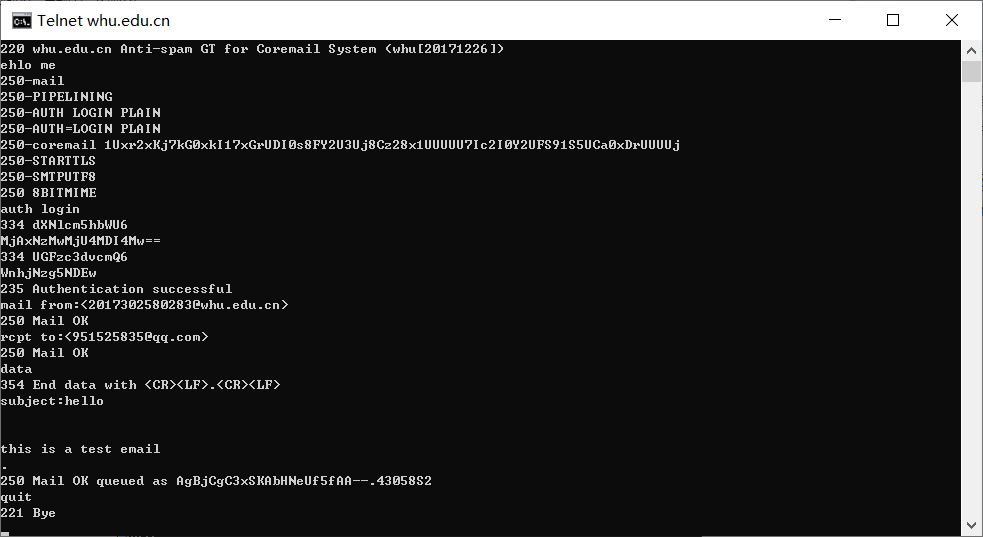 Telnet whu.edu.cn
220 whu.edu.cn Anti-spam GT for Coremail System (whu[20171226])
ehlo me
250-mail
250-PIPELINING
250-AUTH LOGIN PLAIN
250-AUTH=LOGIN PLAIN
250-coremail 1Uxr2xKj7kG0xkI17xGrUDI0s8FY2U3Uj8Cz28x1UUUUU7Ic2I0Y2UFS91S5UCa0xDrUUUUj
250-STARTTLS
250-SMTPUTF8
250 8BITMIME
auth login
334 dXNlcm5hbWU6
MjAxNzMwMjU4MDI4Mw==
334 UGFzc3dvcmQ6
WnhjNzg5NDEw
235 Authentication successful
mail from:<2017302580283@whu.edu.cn>
250 Mail OK
rcpt to:<951525835@qq.com>
250 Mail OK
data
354 End data with <CR><LF>.<CR><LF>
subject:hello
this is a test email
.
250 Mail OK queued as AgBjCgC3xSKAbHNeUf5fAA--.43058S2
quit
221 Bye